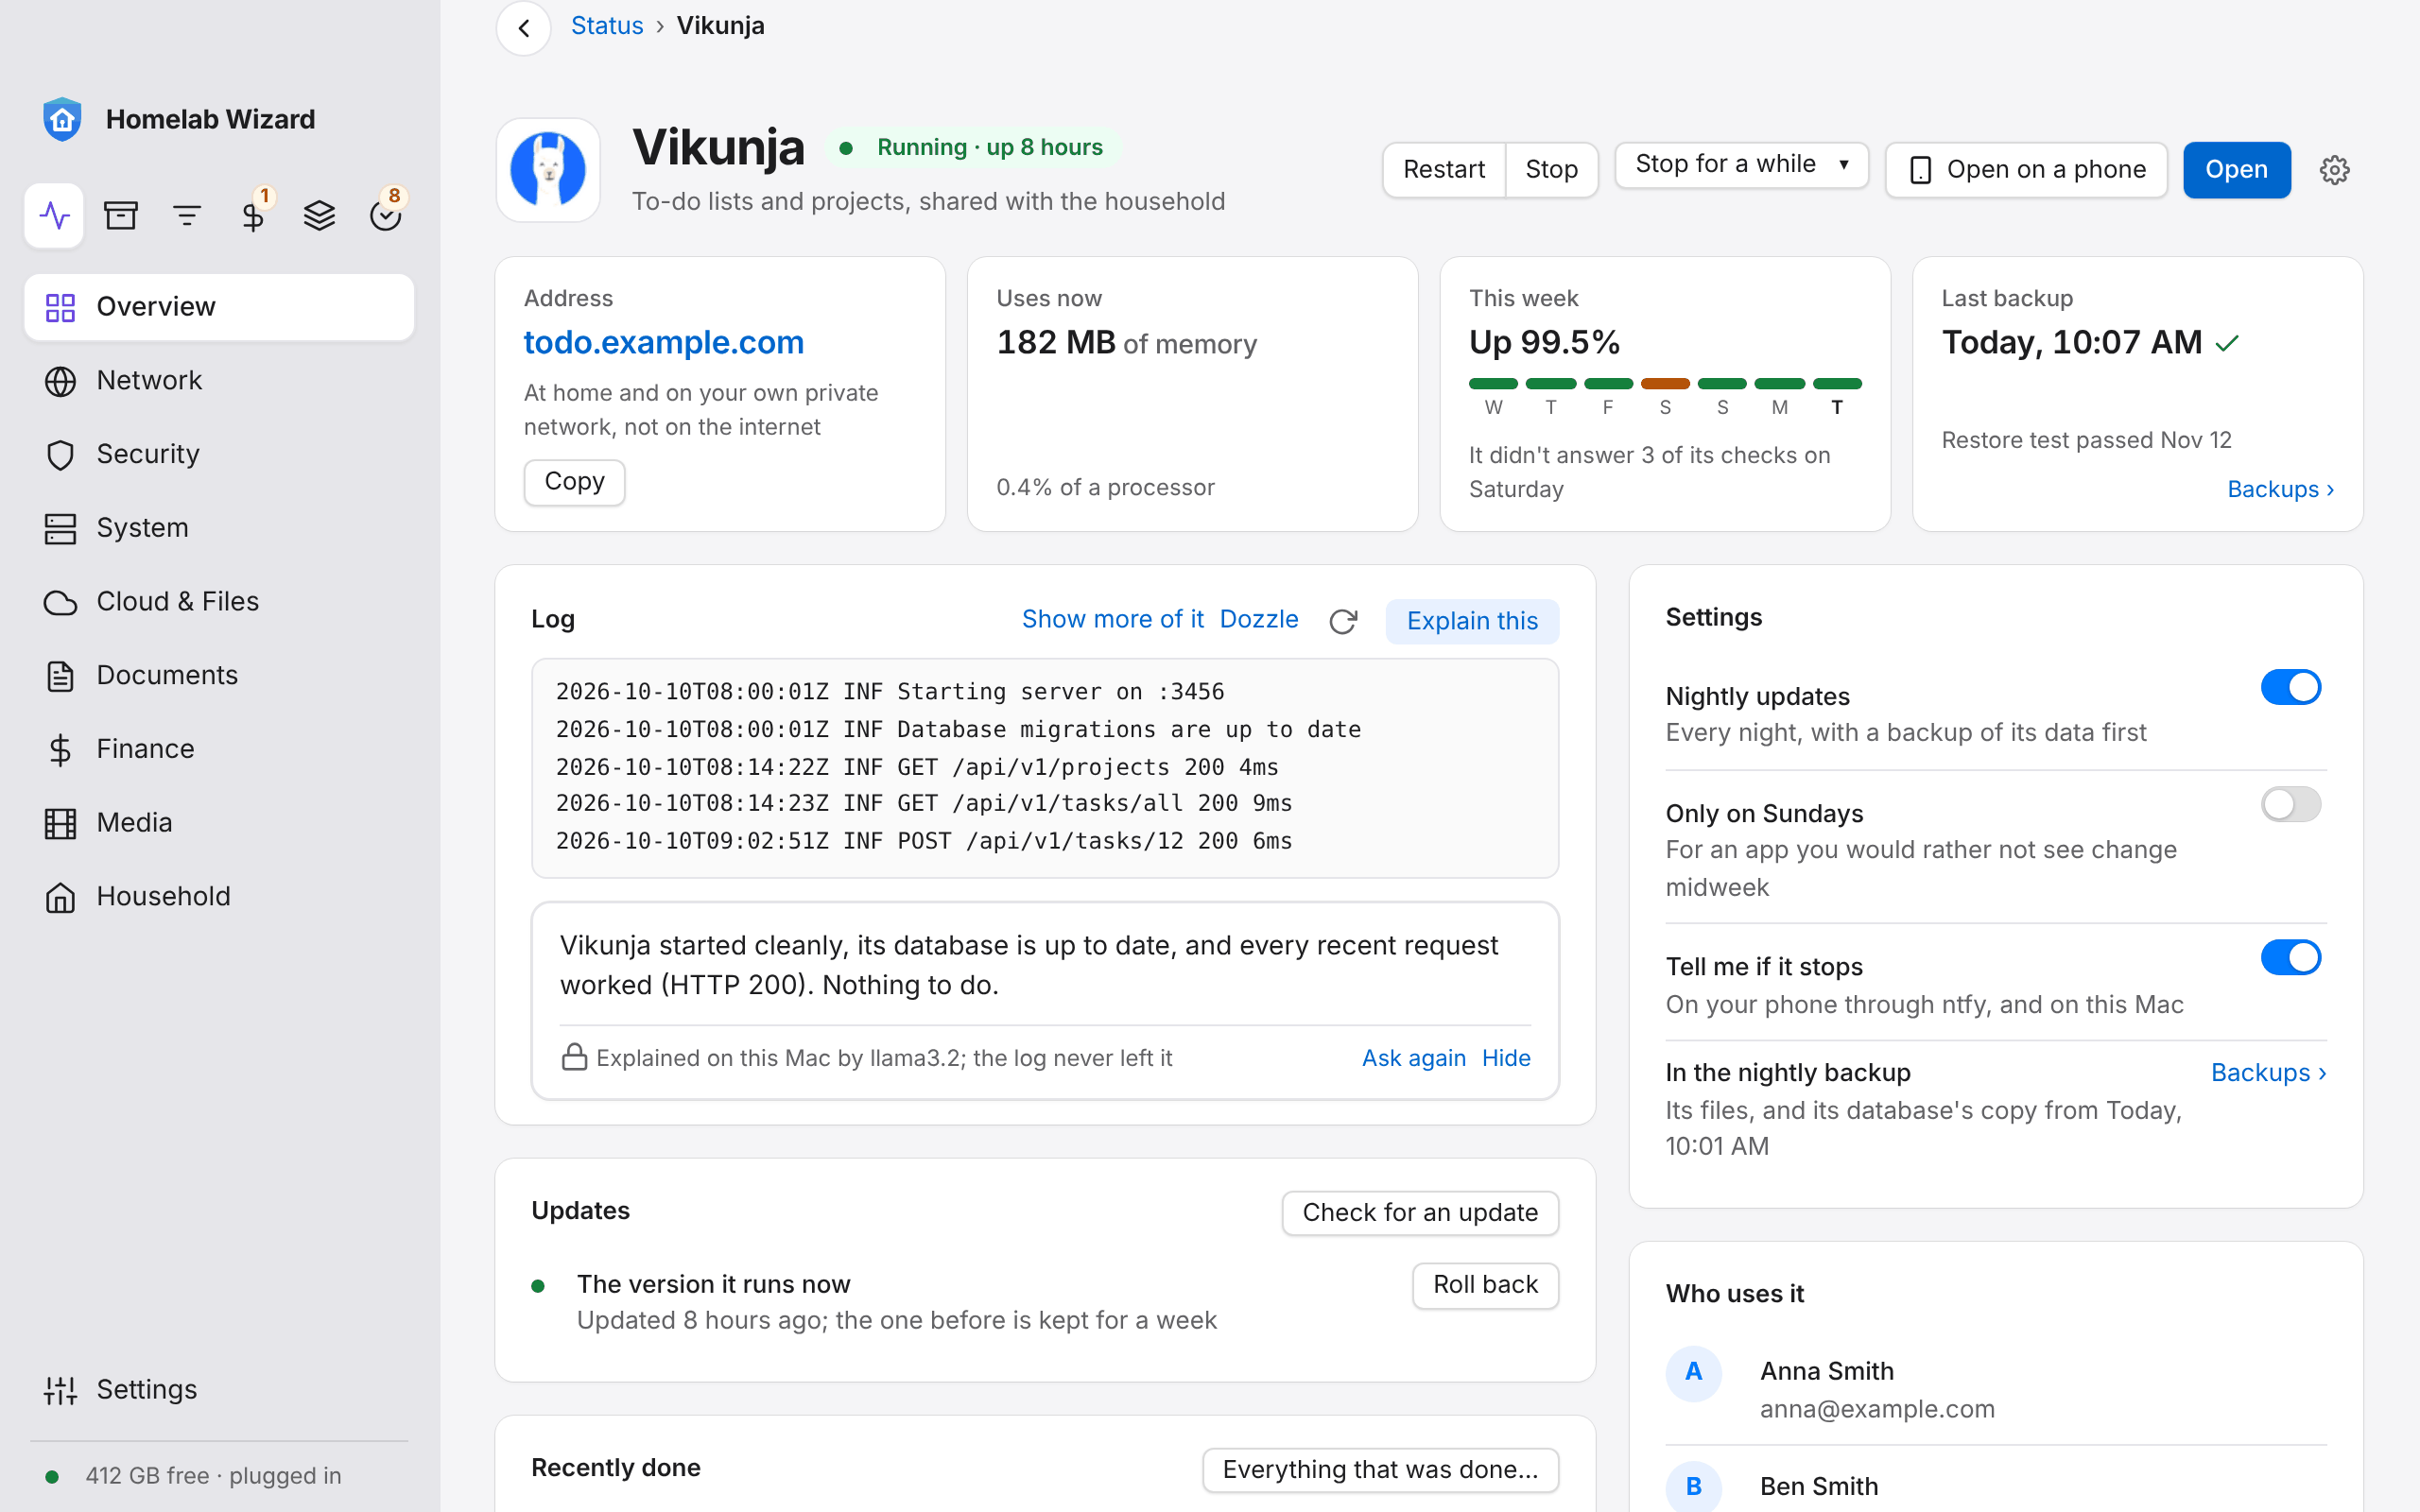 Status › Vikunja
Homelab Wizard
1
8
Overview
Network
Security
System
Cloud & Files
Documents
Finance
Media
Household
Settings
412 GB free · plugged in
Vikunja
Running · up 8 hours
To-do lists and projects, shared with the household
Restart
Stop
Stop for a while
Open on a phone
Open
Address
todo.example.com
At home and on your own private
network, not on the internet
Copy
Uses now
182 MB of memory
0.4% of a processor
This week
Up 99.5%
W T F S S M T
It didn't answer 3 of its checks on
Saturday
Last backup
Today, 10:07 AM
Restore test passed Nov 12
Backups ›
Log
Show more of it
Dozzle
Explain this
2026-10-10T08:00:01Z INF Starting server on :3456
2026-10-10T08:00:01Z INF Database migrations are up to date
2026-10-10T08:14:22Z INF GET /api/v1/projects 200 4ms
2026-10-10T08:14:23Z INF GET /api/v1/tasks/all 200 9ms
2026-10-10T09:02:51Z INF POST /api/v1/tasks/12 200 6ms
Vikunja started cleanly, its database is up to date, and every recent request
worked (HTTP 200). Nothing to do.
Explained on this Mac by llama3.2; the log never left it
Ask again
Hide
Updates
Check for an update
The version it runs now
Updated 8 hours ago; the one before is kept for a week
Roll back
Recently done
Everything that was done...
Settings
Nightly updates
Every night, with a backup of its data first
Only on Sundays
For an app you would rather not see change
midweek
Tell me if it stops
On your phone through ntfy, and on this Mac
In the nightly backup
Backups ›
Its files, and its database's copy from Today,
10:01 AM
Who uses it
A
Anna Smith
anna@example.com
B
Ben Smith